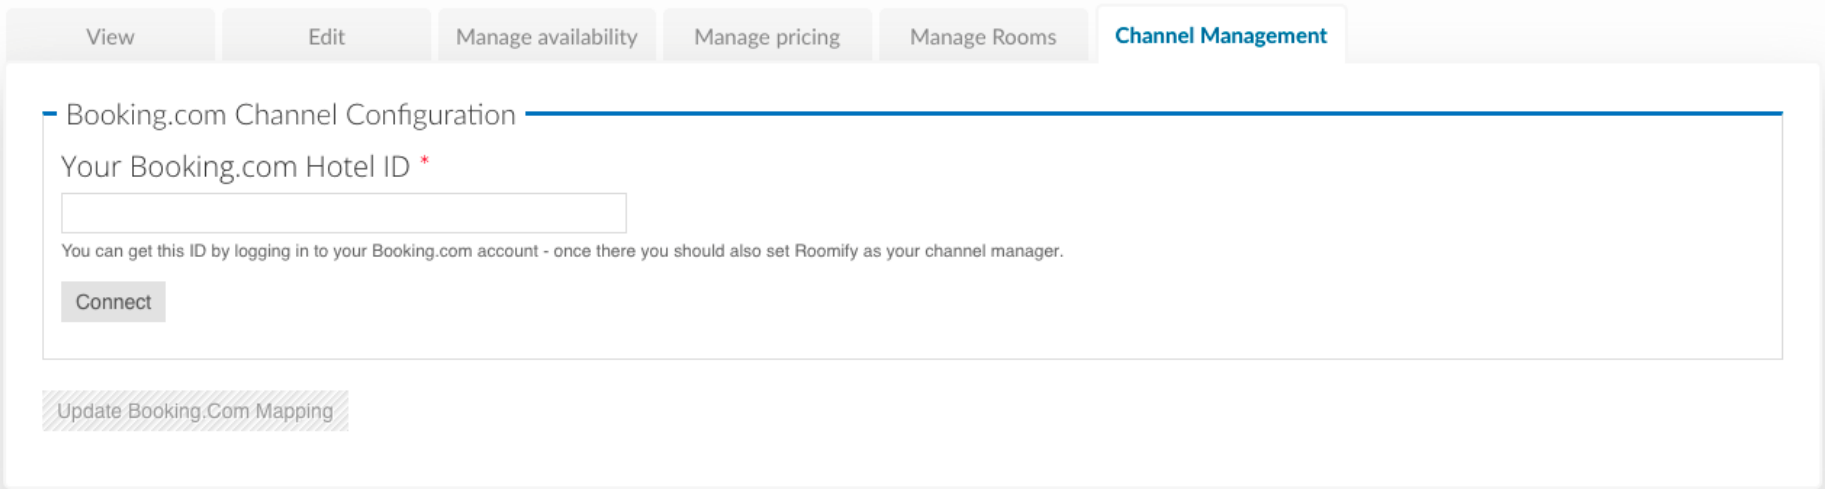 View Edit Manage availability Manage pricing Manage Rooms Channel Management
Booking.com Channel Configuration
Your Booking.com Hotel ID *
You can get this ID by logging in to your Booking.com account - once there you should also set Roomify as your channel manager.
Connect
Update Booking.Com Mapping